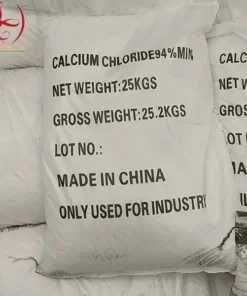 CALCIUM CHLORIDE94%MIN
NET WEIGHT:25KGS
GROSS WEIGHT:25.2KGS
LOT NO.:
MADE IN CHINA
ONLY USED FOR INDUSTRI